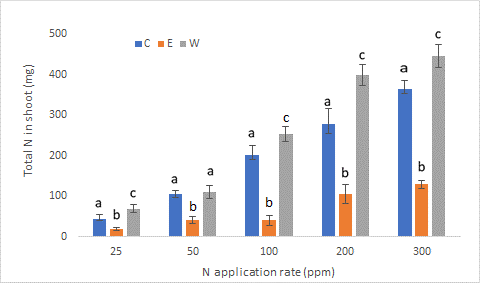 500
C E W
400
300
200
100
0
Total N in shoot (mg)
a b c
a b a
a b c
a b c
a b c
25 50 100 200 300
N application rate (ppm)